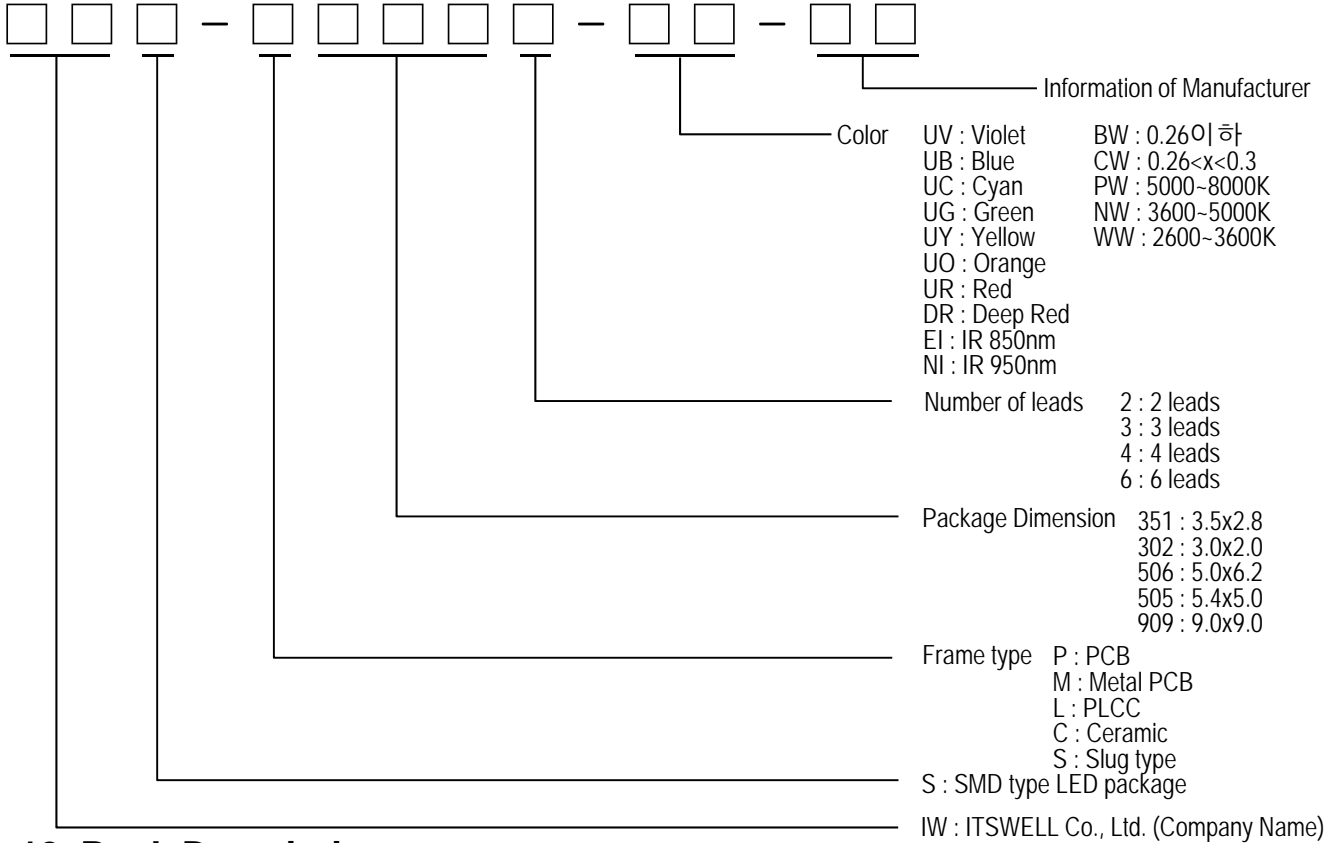 Information of Manufacturer
Color UV : Violet BW : 0.26이하
UB : Blue CW : 0.26<x<0.3
UC : Cyan PW : 5000~8000K
UG : Green NW : 3600~5000K
UY : Yellow WW : 2600~3600K
UO : Orange
UR : Red
DR : Deep Red
EI : IR 850nm
NI : IR 950nm
Number of leads 2 : 2 leads
3 : 3 leads
4 : 4 leads
6 : 6 leads
Package Dimension 351 : 3.5x2.8
302 : 3.0x2.0
506 : 5.0x6.2
505 : 5.4x5.0
909 : 9.0x9.0
Frame type P : PCB
M : Metal PCB
L : PLCC
C : Ceramic
S : Slug type
S : SMD type LED package
IW : ITSWELL Co., Ltd. (Company Name)